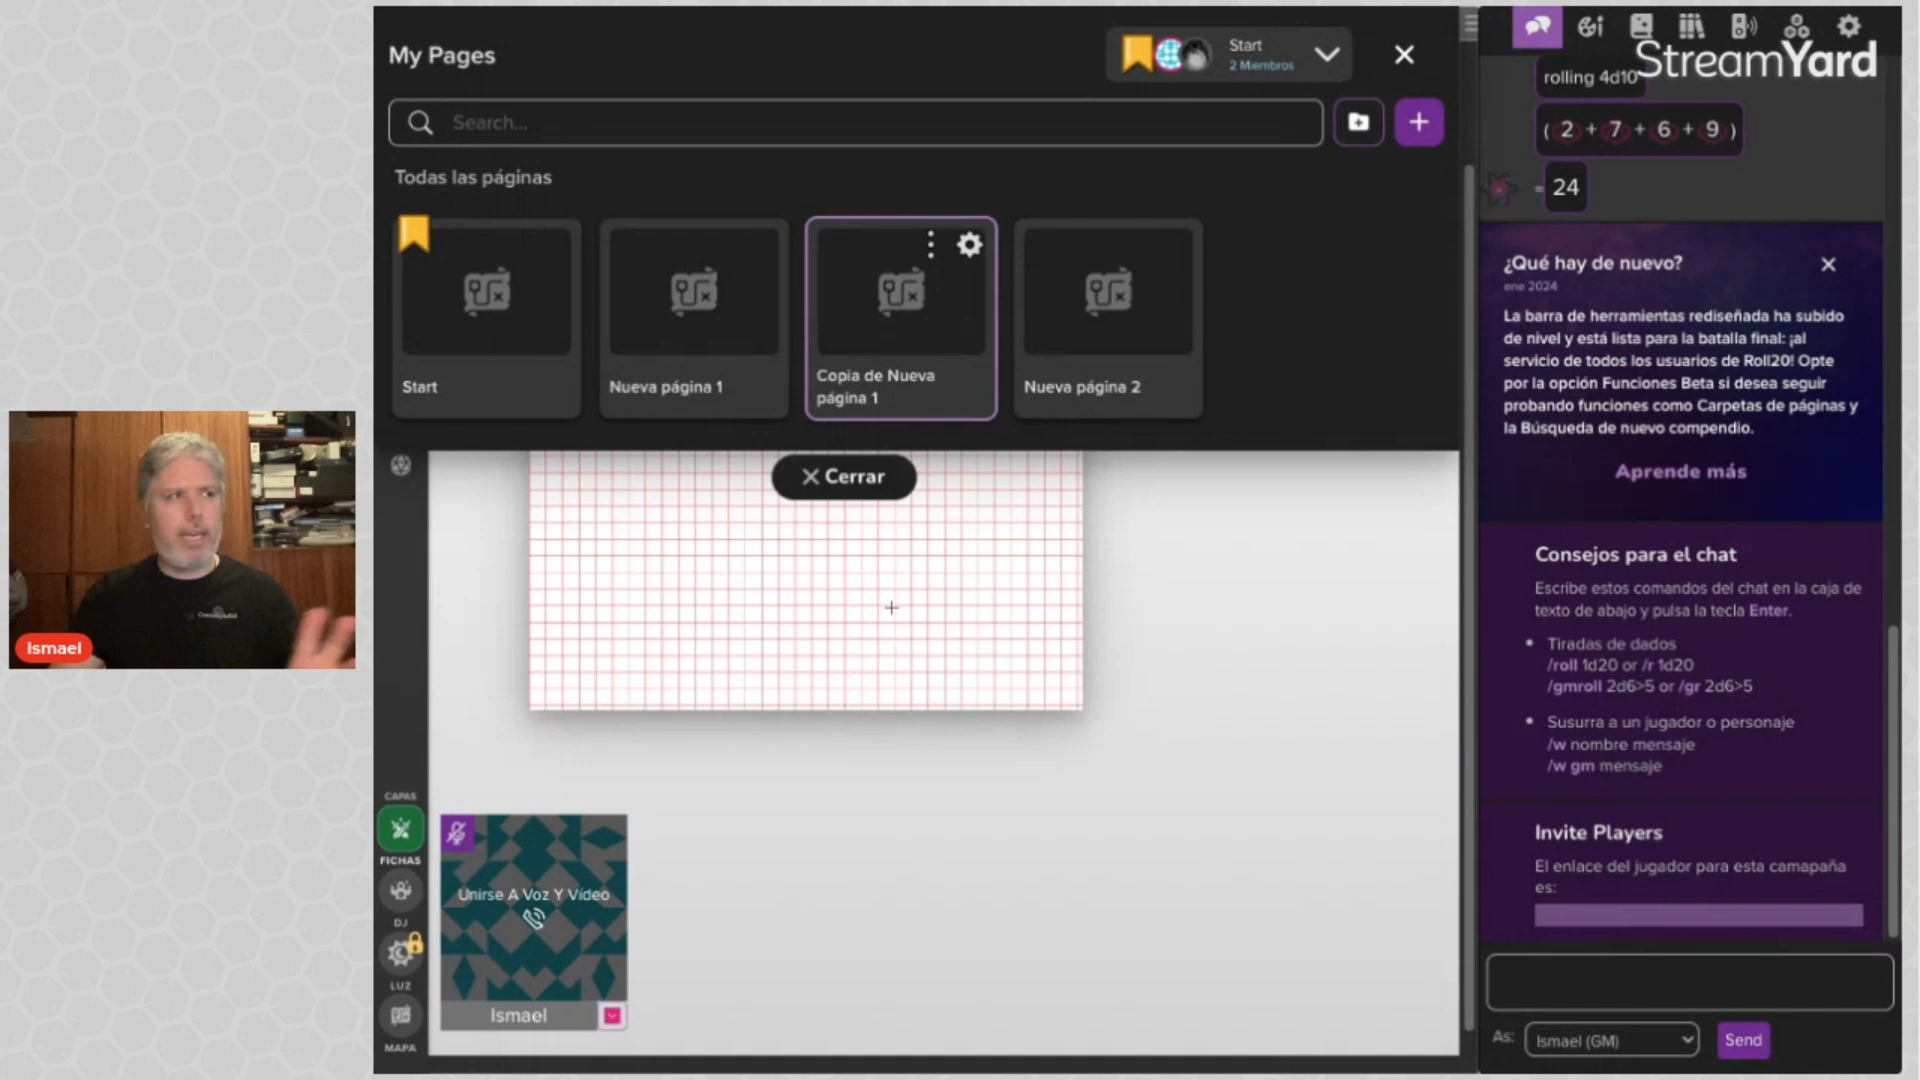 My Pages
Start
2 Miembros
Search...
Todas las páginas
Start
Nueva página 1
Copia de Nueva
página 1
Nueva página 2
Cerrar
CAPAS
FICHAS
DJ
LUZ
MAPA
Unirse A Voz Y Vídeo
Ismael
Ismael
StreamYard
rolling 4d10
(2+7+6+9)
= 24
¿Qué hay de nuevo?
ene 2024
La barra de herramientas rediseñada ha subido
de nivel y está lista para la batalla final: ¡al
servicio de todos los usuarios de Roll20! Opte
por la opción Funciones Beta si desea seguir
probando funciones como Carpetas de páginas y
la Búsqueda de nuevo compendio.
Aprende más
Consejos para el chat
Escribe estos comandos del chat en la caja de
texto de abajo y pulsa la tecla Enter.
• Tiradas de dados
/roll 1d20 or /r 1d20
/gmroll 2d6>5 or /gr 2d6>5
• Susurra a un jugador o personaje
/w nombre mensaje
/w gm mensaje
Invite Players
El enlace del jugador para esta camapaña
es:
As: Ismael (GM) Send